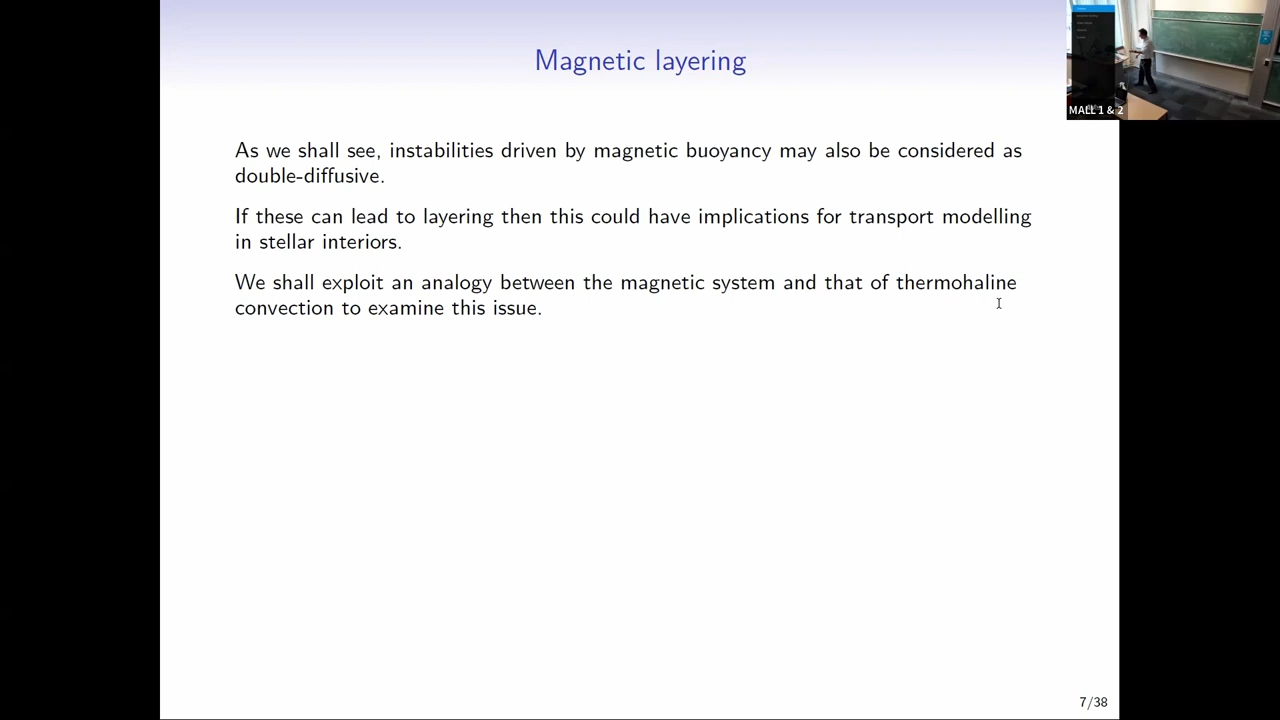 Magnetic layering
MALL 1 & 2
As we shall see, instabilities driven by magnetic buoyancy may also be considered as
double-diffusive.
If these can lead to layering then this could have implications for transport modelling
in stellar interiors.
We shall exploit an analogy between the magnetic system and that of thermohaline
convection to examine this issue.
7/38